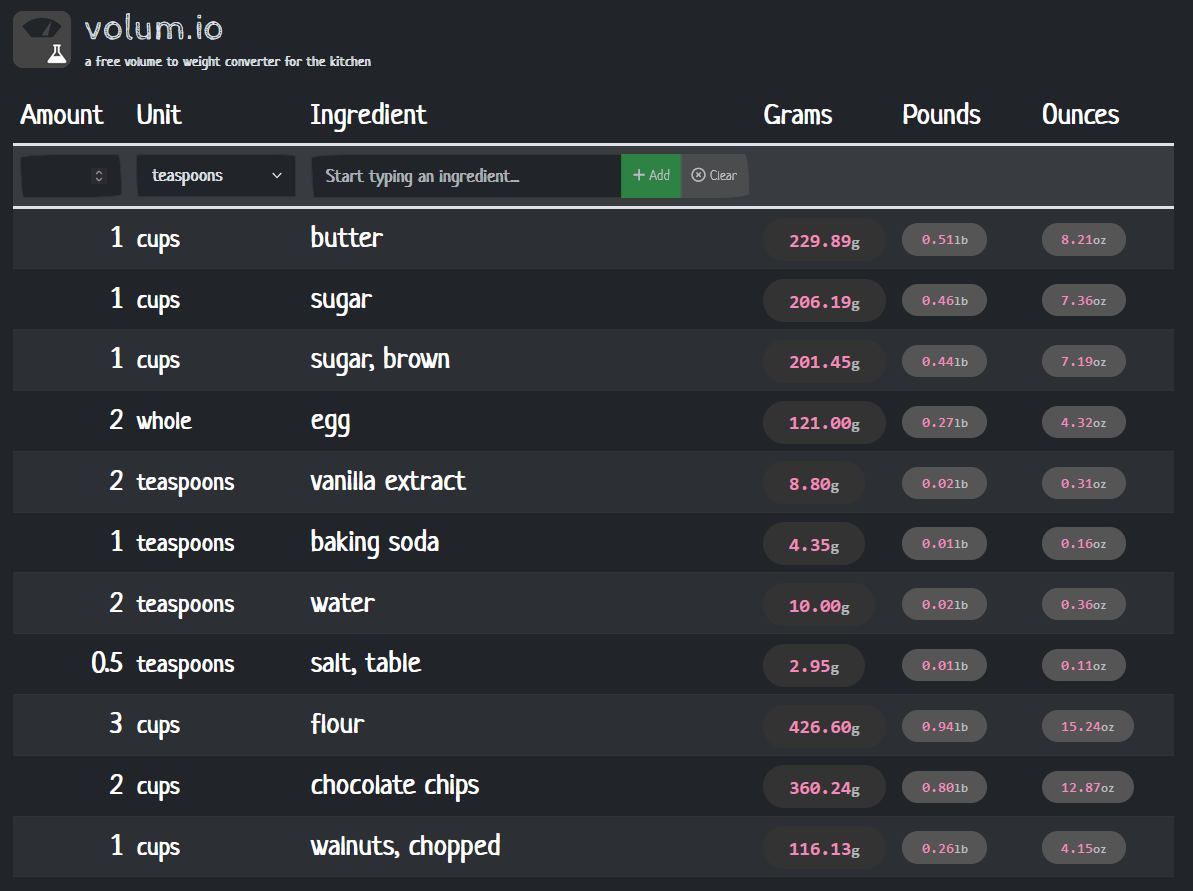 volum.io
a free volume to weight converter for the kitchen
Amount Unit Ingredient Grams Pounds Ounces
teaspoons Start typing an ingredient... + Add Clear
1 cups butter 229.89g 0.51lb 8.21oz
1 cups sugar 206.19g 0.46lb 7.36oz
1 cups sugar, brown 201.45g 0.44lb 7.19oz
2 whole egg 121.00g 0.27lb 4.32oz
2 teaspoons vanilla extract 8.80g 0.02lb 0.31oz
1 teaspoons baking soda 4.35g 0.01lb 0.16oz
2 teaspoons water 10.00g 0.02lb 0.36oz
0.5 teaspoons salt, table 2.95g 0.01lb 0.11oz
3 cups flour 426.60g 0.94lb 15.24oz
2 cups chocolate chips 360.24g 0.80lb 12.87oz
1 cups walnuts, chopped 116.13g 0.26lb 4.15oz